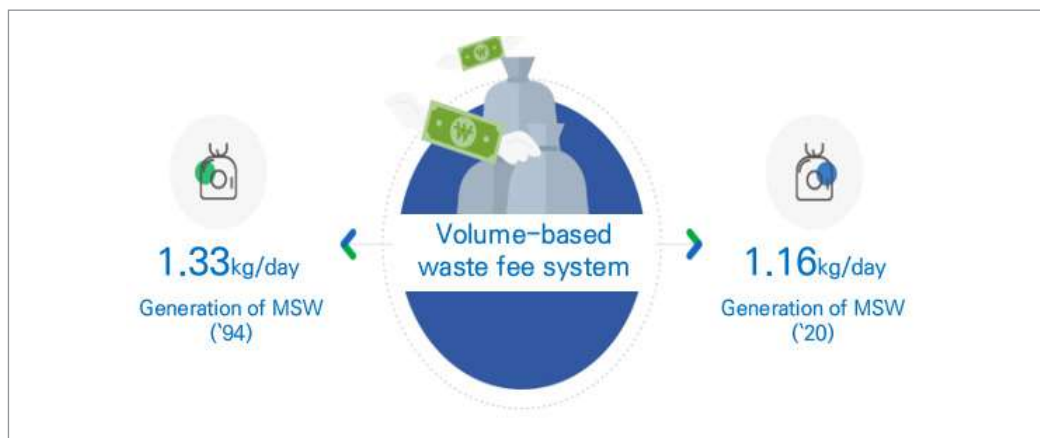 ₩
₩
Volume-based
waste fee system
1.33kg/day
Generation of MSW
(`94)
1.16kg/day
Generation of MSW
(`20)